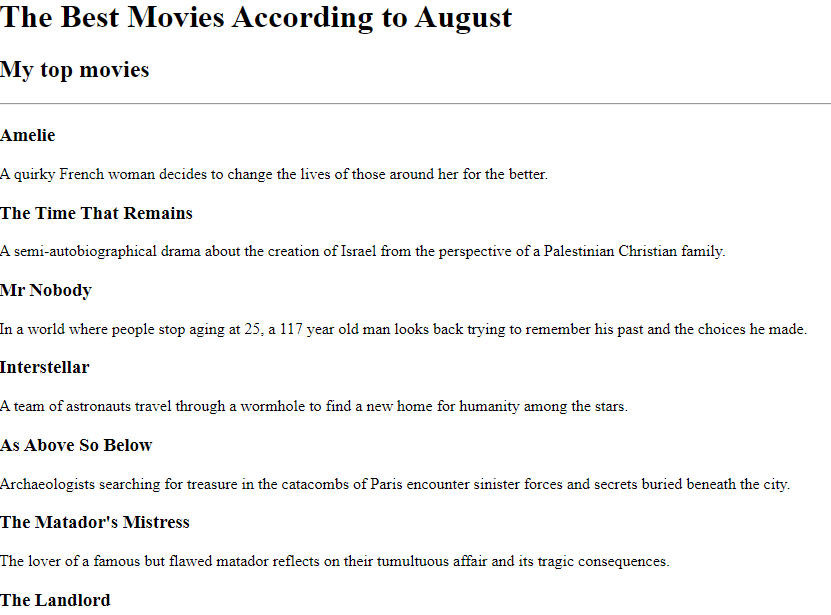 The Best Movies According to August
My top movies
Amelie
A quirky French woman decides to change the lives of those around her for the better.
The Time That Remains
A semi-autobiographical drama about the creation of Israel from the perspective of a Palestinian Christian family.
Mr Nobody
In a world where people stop aging at 25, a 117 year old man looks back trying to remember his past and the choices he made.
Interstellar
A team of astronauts travel through a wormhole to find a new home for humanity among the stars.
As Above So Below
Archaeologists searching for treasure in the catacombs of Paris encounter sinister forces and secrets buried beneath the city.
The Matador's Mistress
The lover of a famous but flawed matador reflects on their tumultuous affair and its tragic consequences.
The Landlord